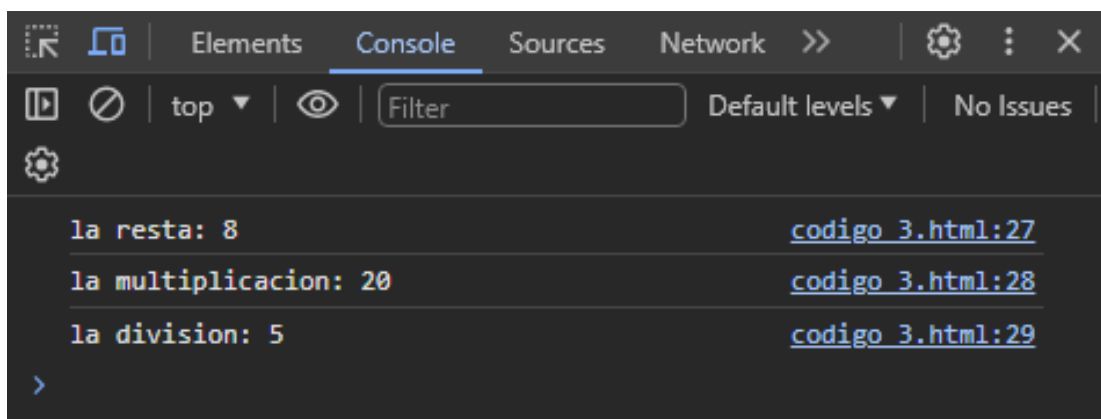 Elements Console Sources Network
top Filter Default levels No Issues
la resta: 8 codigo 3.html:27
la multiplicacion: 20 codigo 3.html:28
la division: 5 codigo 3.html:29